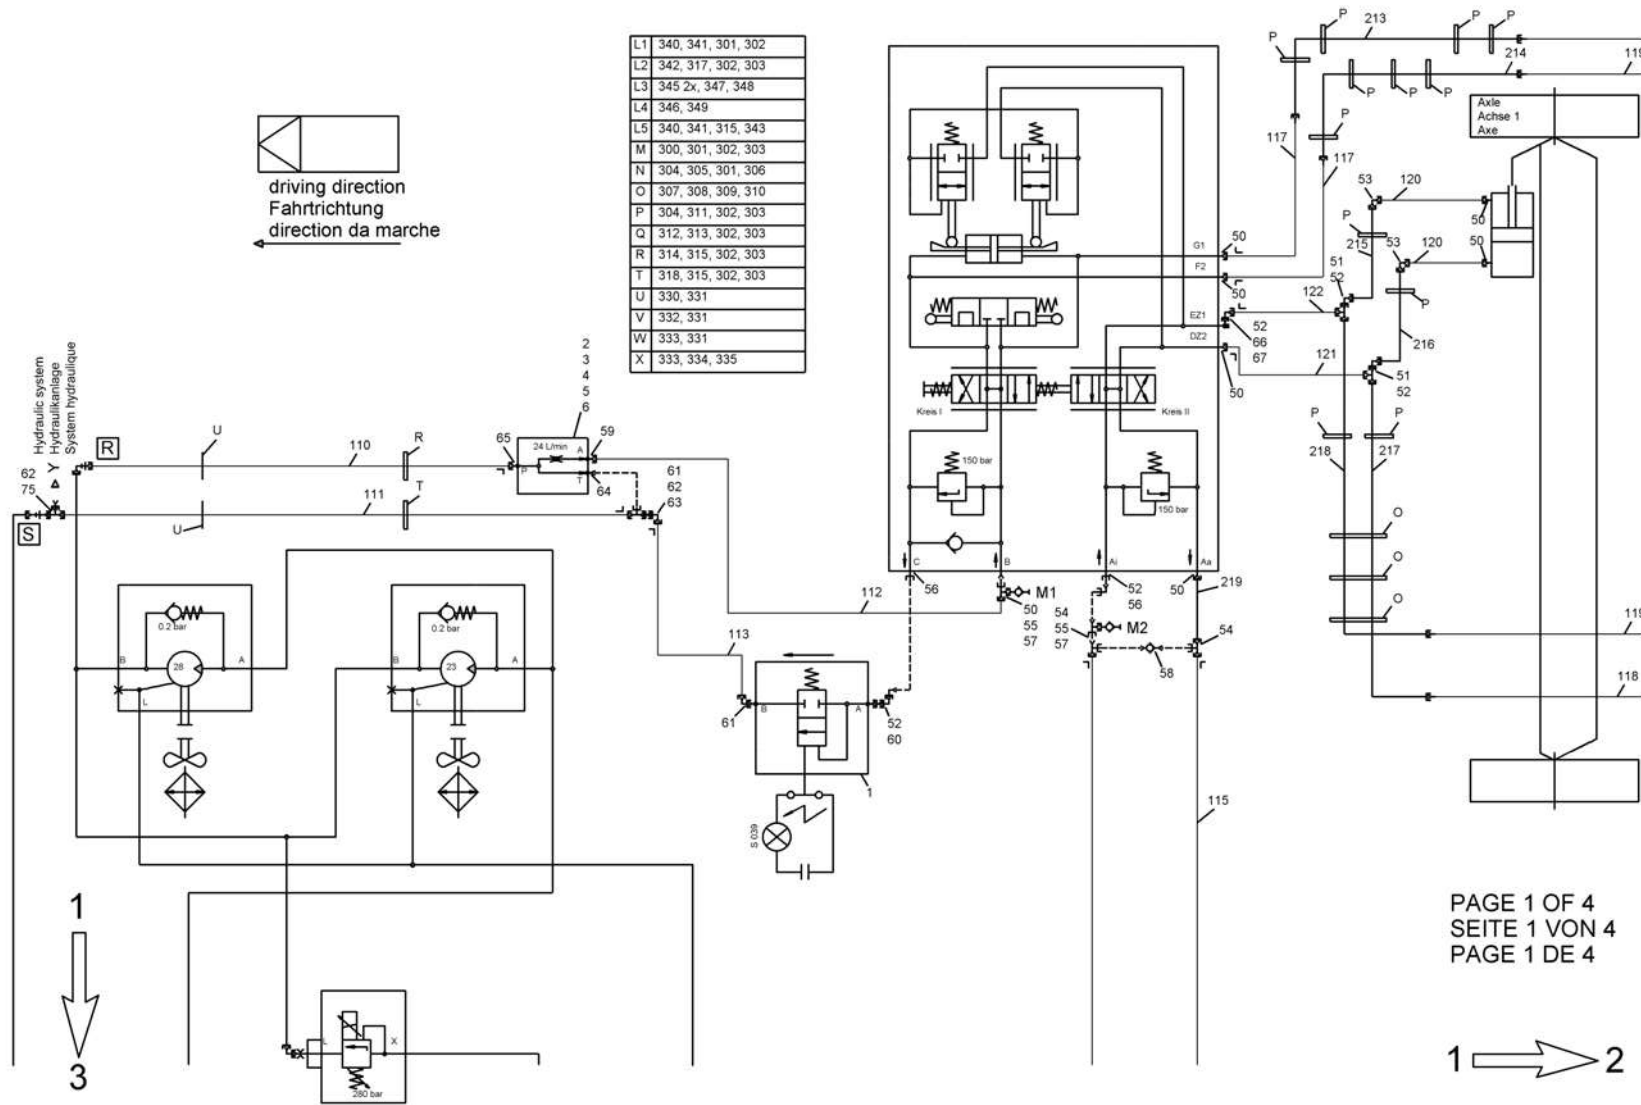 L1 340, 341, 301, 302
L2 342, 317, 302, 303
L3 345 2x, 347, 348
L4 346, 349
L5 340, 341, 315, 343
M 300, 301, 302, 303
N 304, 305, 301, 306
O 307, 308, 309, 310
P 304, 311, 302, 303
Q 312, 313, 302, 303
R 314, 315, 302, 303
T 318, 315, 302, 303
U 330, 331
V 332, 331
W 333, 331
X 333, 334, 335
driving direction
Fahrtrichtung
direction da marche
Hydraulic system
Hydraulikanlage
System hydraulique
R
S
62
75
U
110
R
65
U
111
T
2
3
4
5
6
24 L/min
A
P
T
59
64
61
62
63
0.2 bar
B
28
A
L
0.2 bar
B
23
A
L
1
3
L
X
280 bar
112
113
61
B
A
52
60
1
S 039
G1
F2
EZ1
DZ2
Kreis I
Kreis II
150 bar
150 bar
C
B
Ai
Aa
56
M1
50
55
57
54
55
57
52
56
M2
50
219
54
58
115
50
50
52
66
67
50
P
P
213
P
P
214
115
P
P
P
P
117
117
Axle
Achse 1
Axe
53
120
50
P
215
53
120
50
51
52
122
P
216
121
51
52
P
P
218
217
O
O
O
119
118
PAGE 1 OF 4
SEITE 1 VON 4
PAGE 1 DE 4
1
2